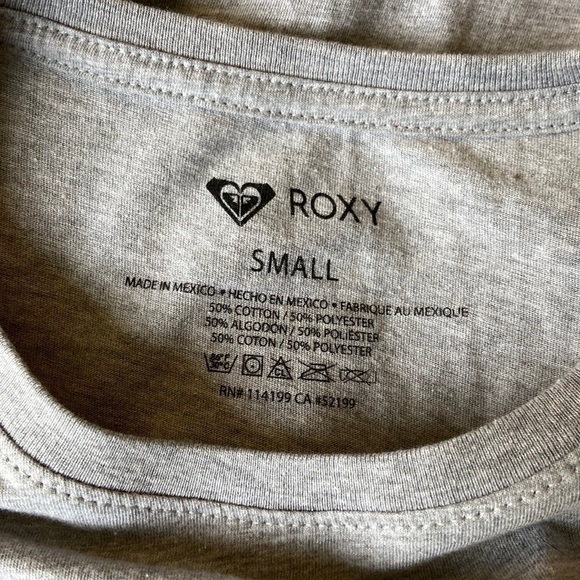 ROXY
SMALL
MADE IN MEXICO • HECHO EN MEXICO • FABRIQUE AU MEXIQUE
50% COTTON / 50% POLYESTER
50% ALGODON / 50% POLIESTER
50% COTON / 50% POLYESTER
CL
RN# 114199 CA #52199